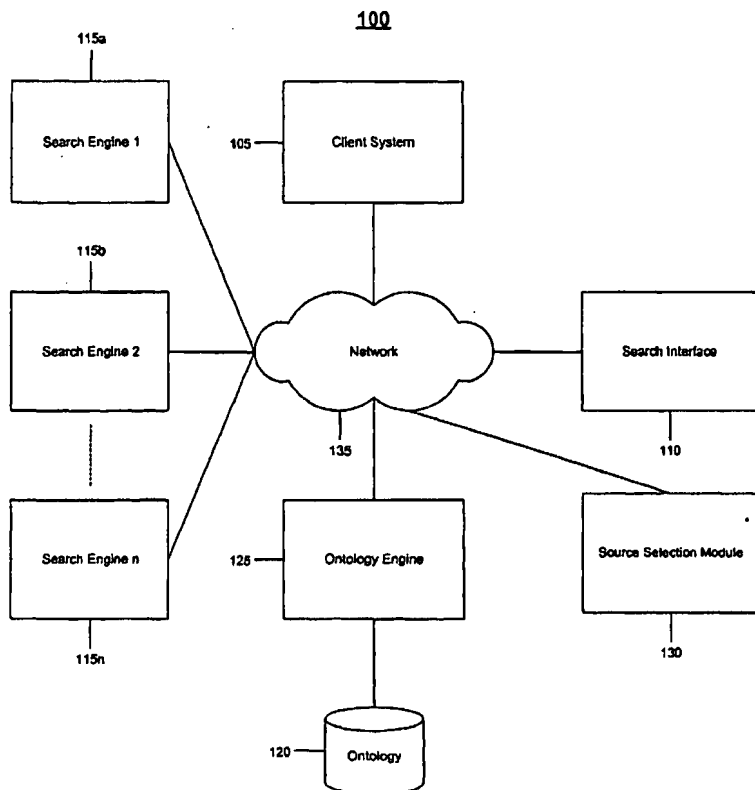 100
115a
Search Engine 1
105
Client System
115b
Search Engine 2
Network
Search Interface
135
110
Search Engine n
125
Ontology Engine
Source Selection Module
115n
130
120
Ontology